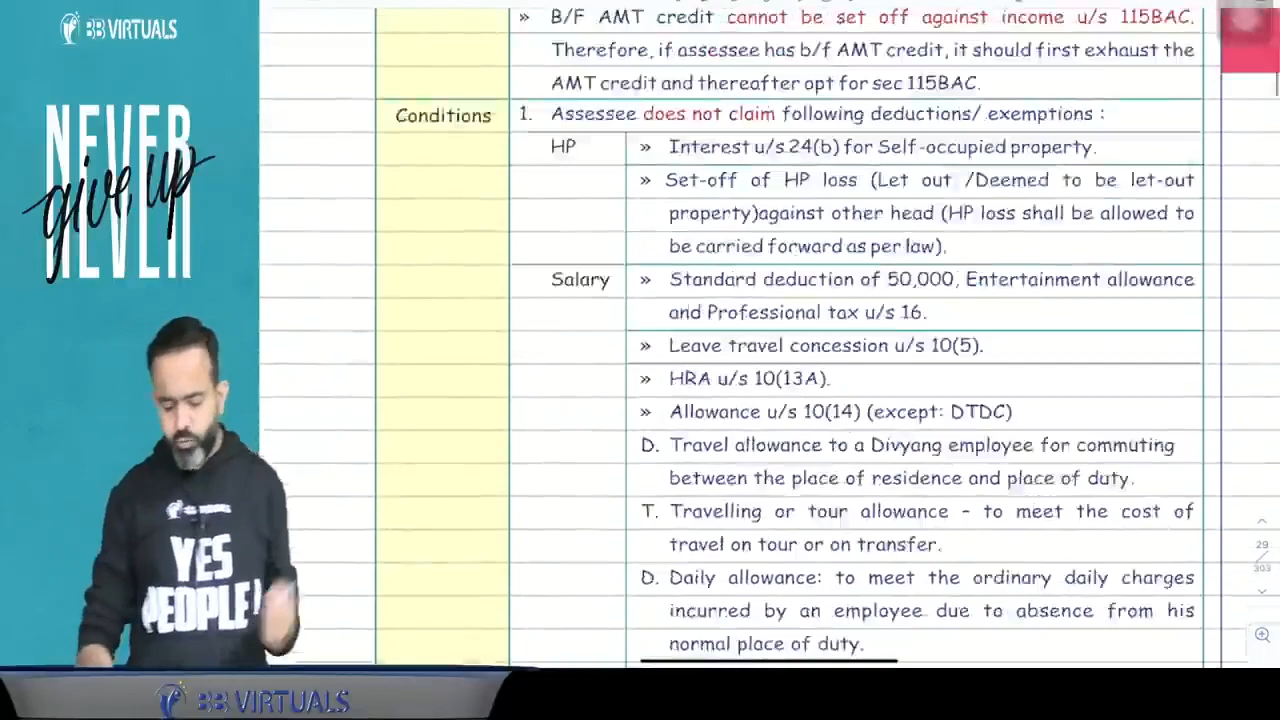 BB VIRTUALS
NEVER
give up
NEVER
YES
PEOPLE!
BB VIRTUALS
» B/F AMT credit cannot be set off against income u/s 115BAC.
Therefore, if assessee has b/f AMT credit, it should first exhaust the
AMT credit and thereafter opt for sec 115BAC.
Conditions 1. Assessee does not claim following deductions/ exemptions :
HP » Interest u/s 24(b) for Self-occupied property.
» Set-off of HP loss (Let out /Deemed to be let-out
property)against other head (HP loss shall be allowed to
be carried forward as per law).
Salary » Standard deduction of 50,000, Entertainment allowance
and Professional tax u/s 16.
» Leave travel concession u/s 10(5).
» HRA u/s 10(13A).
» Allowance u/s 10(14) (except: DTDC)
D. Travel allowance to a Divyang employee for commuting
between the place of residence and place of duty.
T. Travelling or tour allowance - to meet the cost of
travel on tour or on transfer.
D. Daily allowance: to meet the ordinary daily charges
incurred by an employee due to absence from his
normal place of duty.
29
303